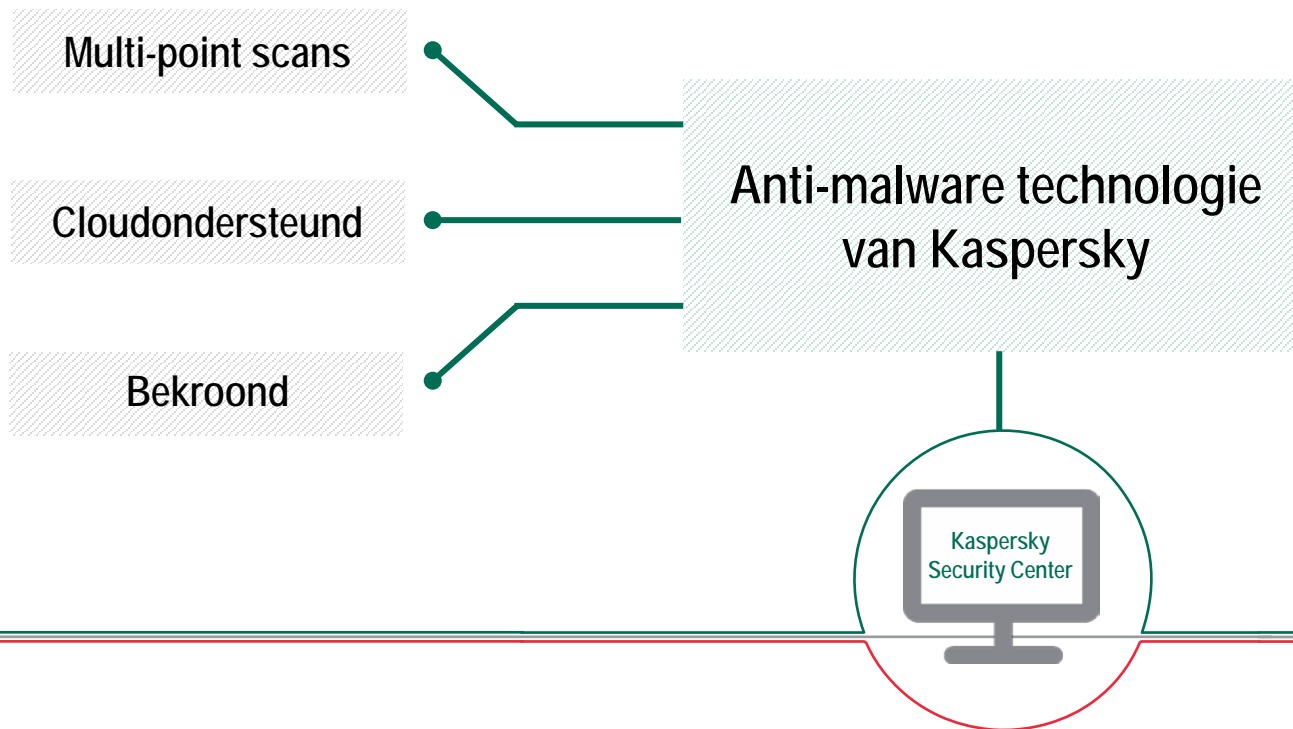 Multi-point scans
Cloudondersteund
Bekroond
Anti-malware technologie
van Kaspersky
Kaspersky
Security Center